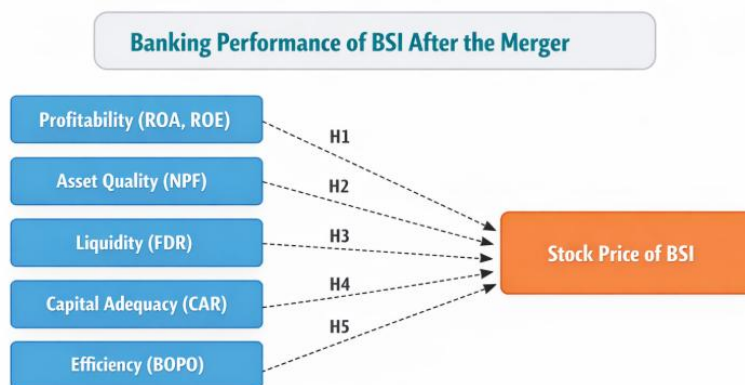 Banking Performance of BSI After the Merger
Profitability (ROA, ROE)
H1
Asset Quality (NPF)
H2
Liquidity (FDR)
H3
Stock Price of BSI
Capital Adequacy (CAR)
H4
Efficiency (BOPO)
H5